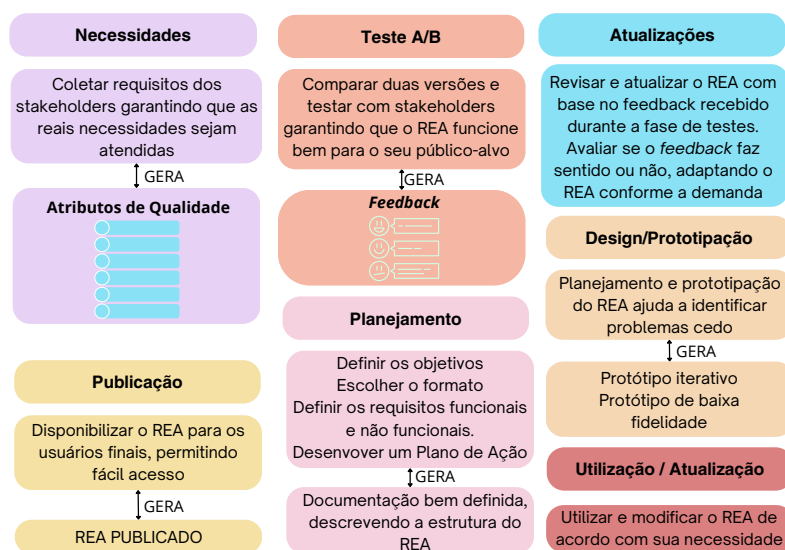 Necessidades
Coletar requisitos dos
stakeholders garantindo que as
reais necessidades sejam
atendidas
GERA
Atributos de Qualidade
Publicação
Disponibilizar o REA para os
usuários finais, permitindo
fácil acesso
GERA
REA PUBLICADO
Teste A/B
Comparar duas versões e
testar com stakeholders
garantindo que o REA funcione
bem para o seu público-alvo
GERA
Feedback
Planejamento
Definir os objetivos
Escolher o formato
Definir os requisitos funcionais
e não funcionais.
Desenvover um Plano de Ação
GERA
Documentação bem definida,
descrevendo a estrutura do
REA
Atualizações
Revisar e atualizar o REA com
base no feedback recebido
durante a fase de testes.
Avaliar se o feedback faz
sentido ou não, adaptando o
REA conforme a demanda
Design/Prototipação
Planejamento e prototipação
do REA ajuda a identificar
problemas cedo
GERA
Protótipo iterativo
Protótipo de baixa
fidelidade
Utilização / Atualização
Utilizar e modificar o REA de
acordo com sua necessidade